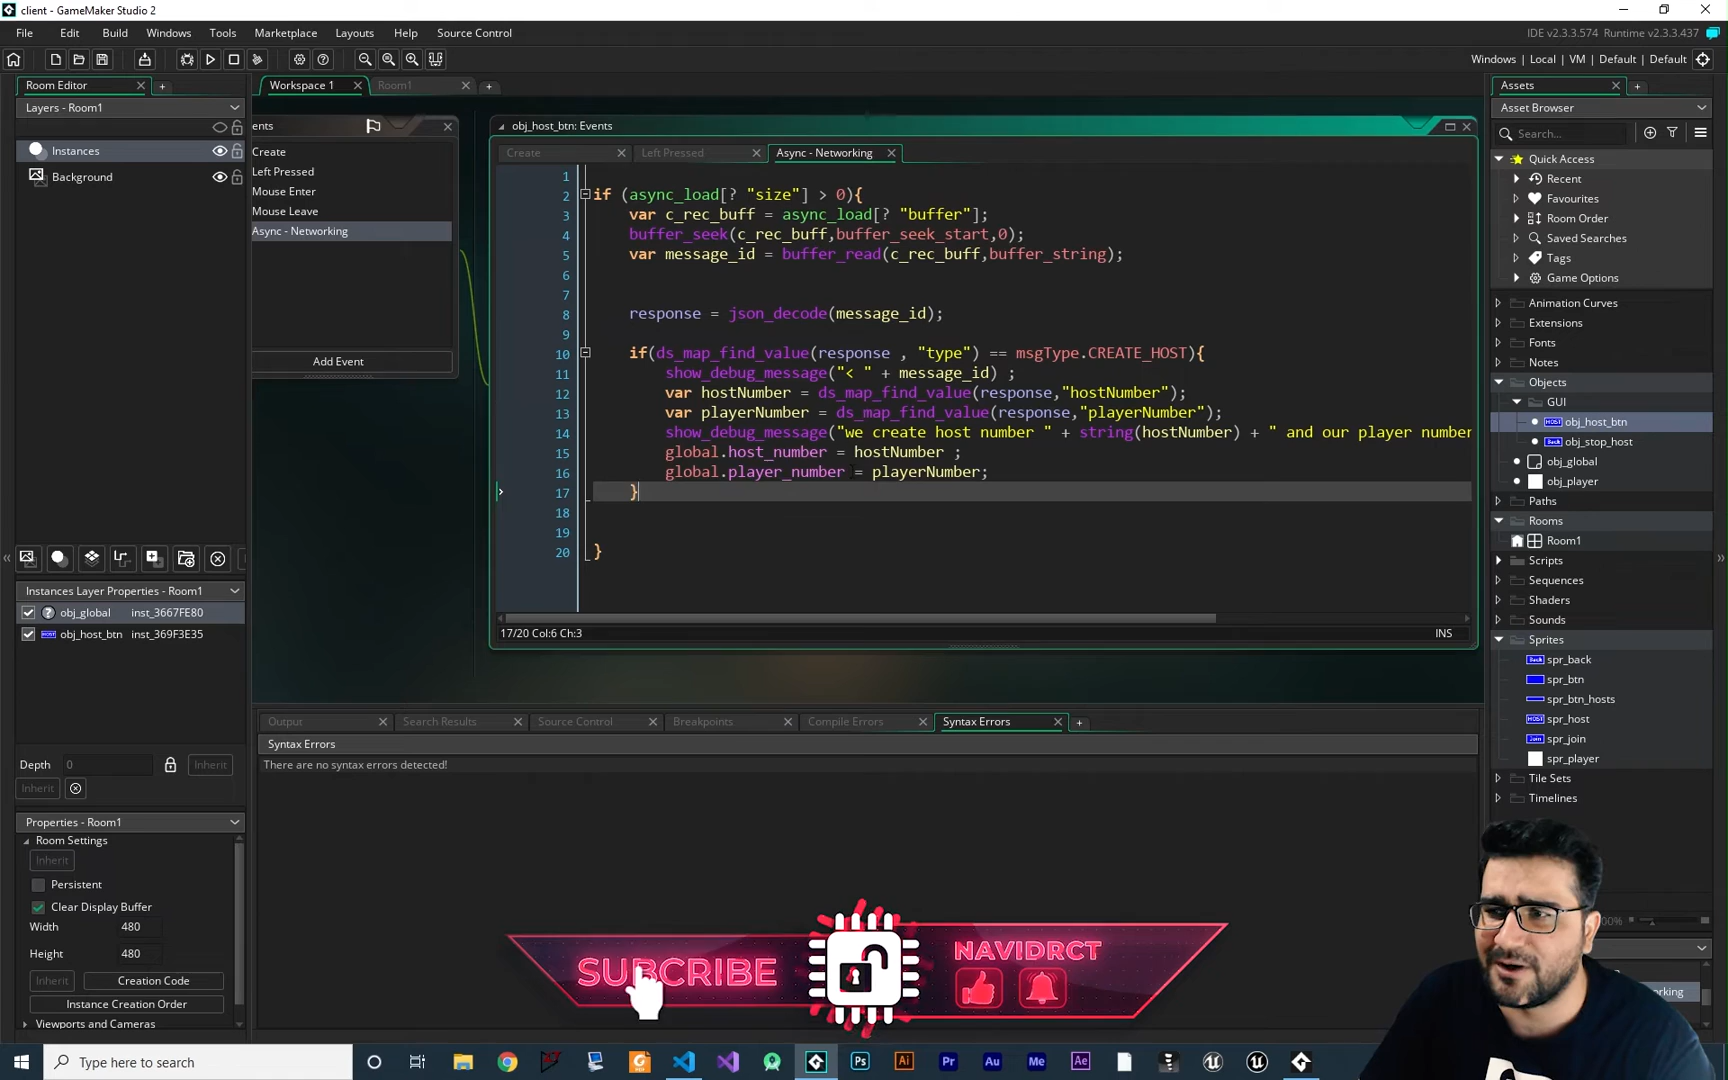 client - GameMaker Studio 2
File Edit Build Windows Tools Marketplace Layouts Help Source Control
IDE v2.3.3.574 Runtime v2.3.3.437
Windows | Local | VM | Default | Default
Room Editor
Workspace 1
Room1
Assets
Layers - Room1
Asset Browser
Instances
Background
ents
Create
Left Pressed
Mouse Enter
Mouse Leave
Async - Networking
Add Event
obj_host_btn: Events
Create
Left Pressed
Async - Networking
1
2 if (async_load[? "size"] > 0){
3 var c_rec_buff = async_load[? "buffer"];
4 buffer_seek(c_rec_buff,buffer_seek_start,0);
5 var message_id = buffer_read(c_rec_buff,buffer_string);
6
7
8 response = json_decode(message_id);
9
10 if(ds_map_find_value(response , "type") == msgType.CREATE_HOST){
11 show_debug_message("< " + message_id) ;
12 var hostNumber = ds_map_find_value(response,"hostNumber");
13 var playerNumber = ds_map_find_value(response,"playerNumber");
14 show_debug_message("we create host number " + string(hostNumber) + " and our player number
15 global.host_number = hostNumber ;
16 global.player_number = playerNumber;
17 }
18
19
20 }
17/20 Col:6 Ch:3
INS
Search...
Quick Access
Recent
Favourites
Room Order
Saved Searches
Tags
Game Options
Animation Curves
Extensions
Fonts
Notes
Objects
GUI
obj_host_btn
obj_stop_host
obj_global
obj_player
Paths
Rooms
Room1
Scripts
Sequences
Shaders
Sounds
Sprites
spr_back
spr_btn
spr_btn_hosts
spr_host
spr_join
spr_player
Tile Sets
Timelines
Instances Layer Properties - Room1
obj_global inst_3667FE80
obj_host_btn inst_369F3E35
Depth 0 Inherit
Inherit
Properties - Room1
Room Settings
Inherit
Persistent
Clear Display Buffer
Width 480
Height 480
Inherit
Creation Code
Instance Creation Order
Viewports and Cameras
Output
Search Results
Source Control
Breakpoints
Compile Errors
Syntax Errors
Syntax Errors
There are no syntax errors detected!
SUBCRIBE
NAVIDRCT
orking
Type here to search
Ps
Ai
Pr
Au
Me
Ae